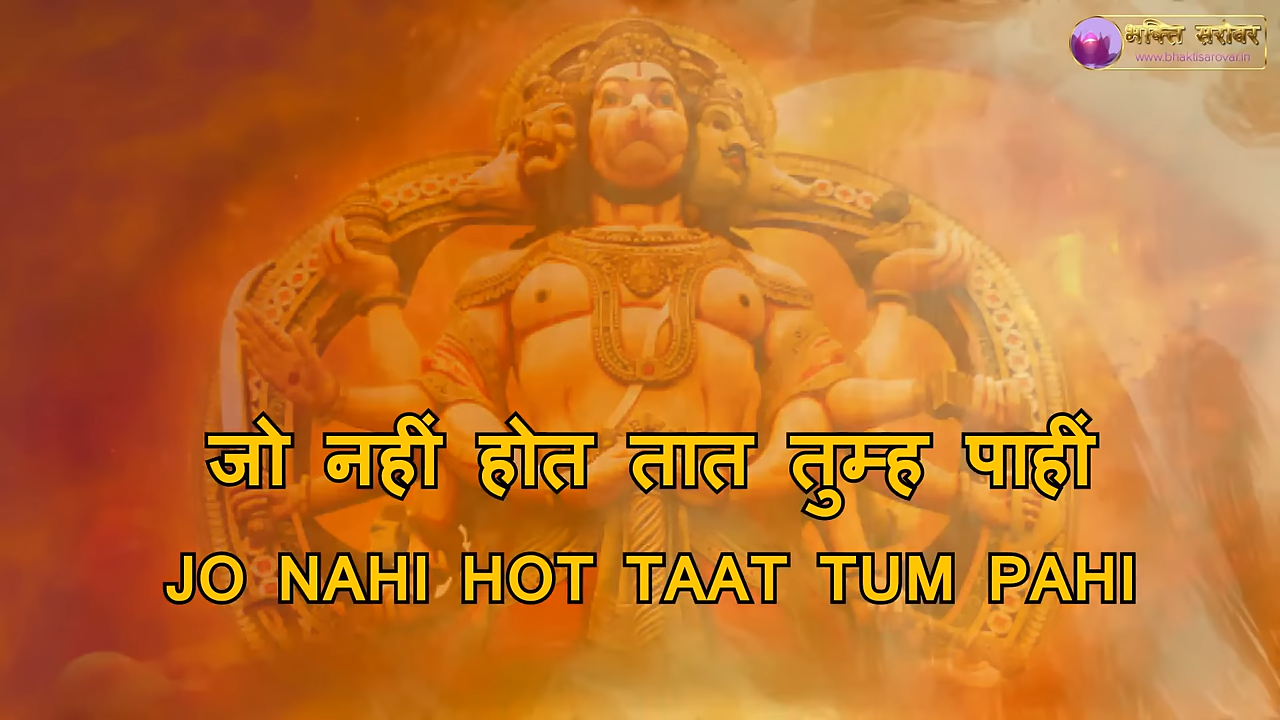 भक्ति सरोवर
www.bhaktisarovar.in
जो नहीं होत तात तुम्ह पाहीं
JO NAHI HOT TAAT TUM PAHI